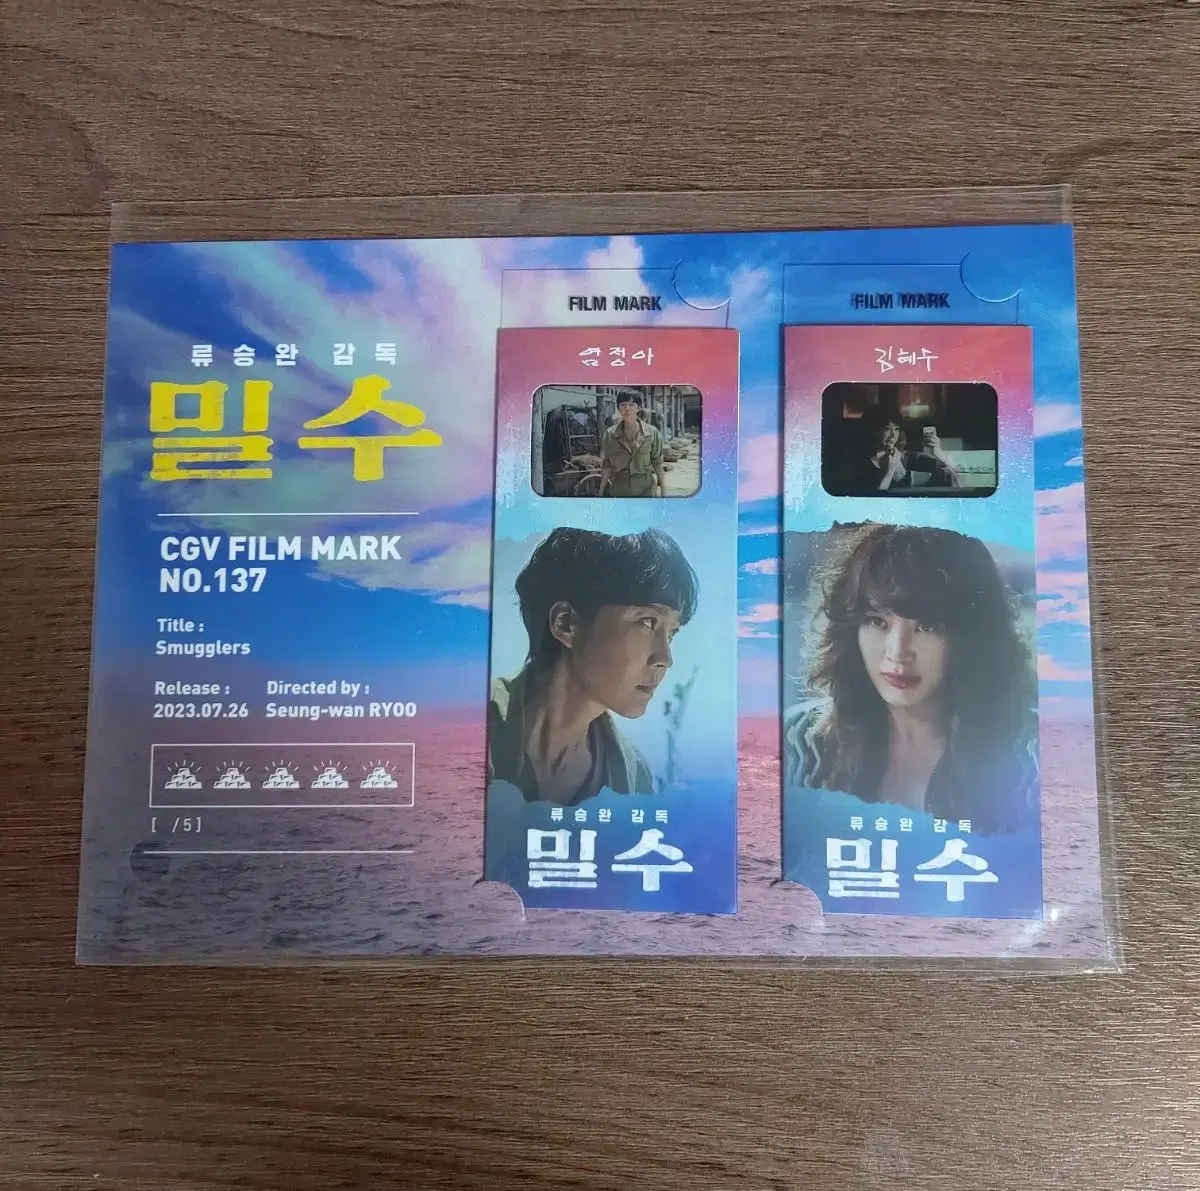 류승완 감독
밀수
CGV FILM MARK
NO.137
Title :
Smugglers
Release :
2023.07.26
Directed by :
Seung-wan RYOO
[ /5]
FILM MARK
염정아
류승완 감독
밀수
FILM MARK
김혜수
류승완 감독
밀수